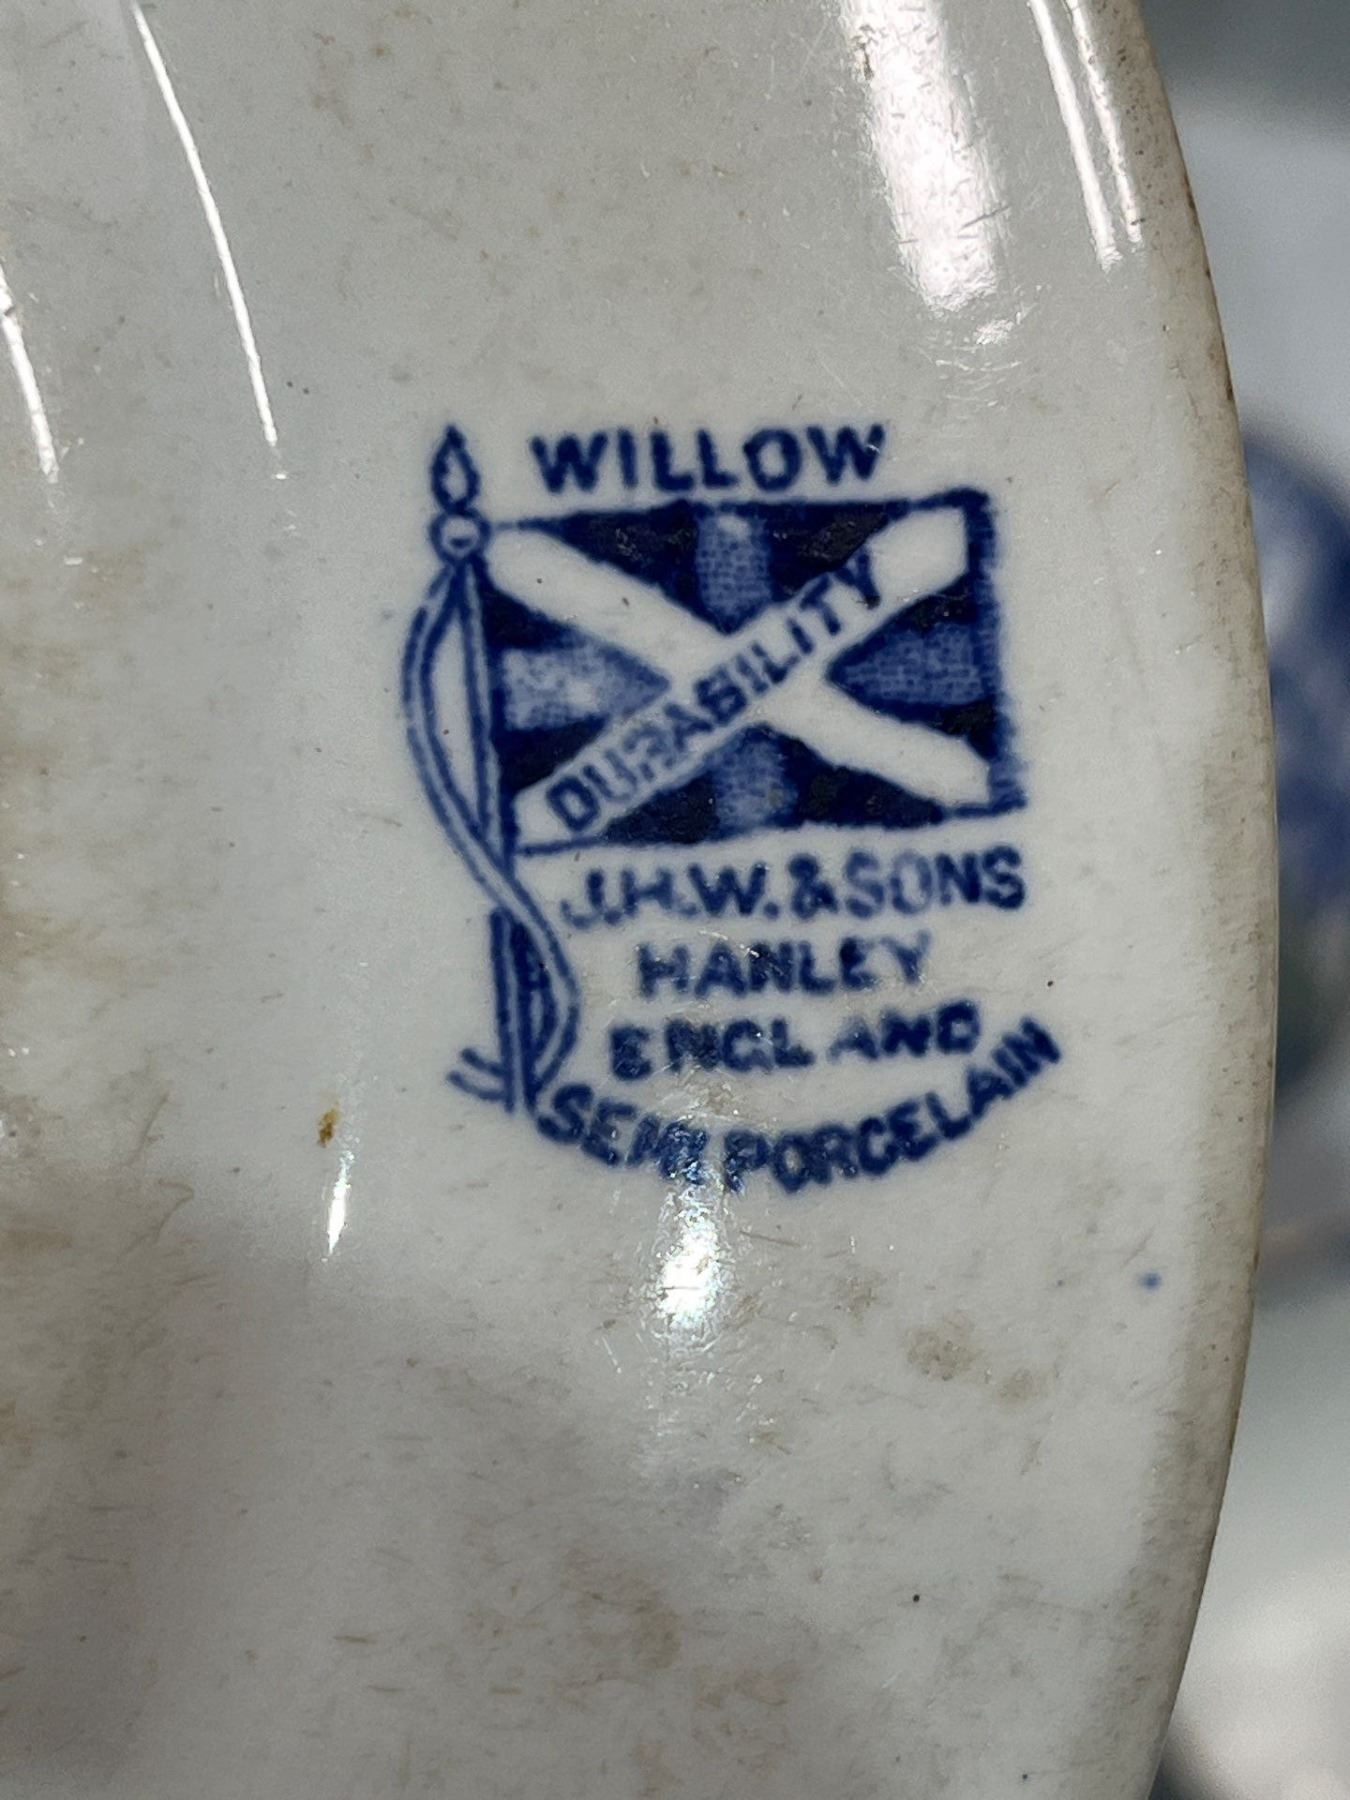 WILLOW
DURABILITY
J.H.W. & SONS
HANLEY
ENGLAND
SEMI PORCELAIN